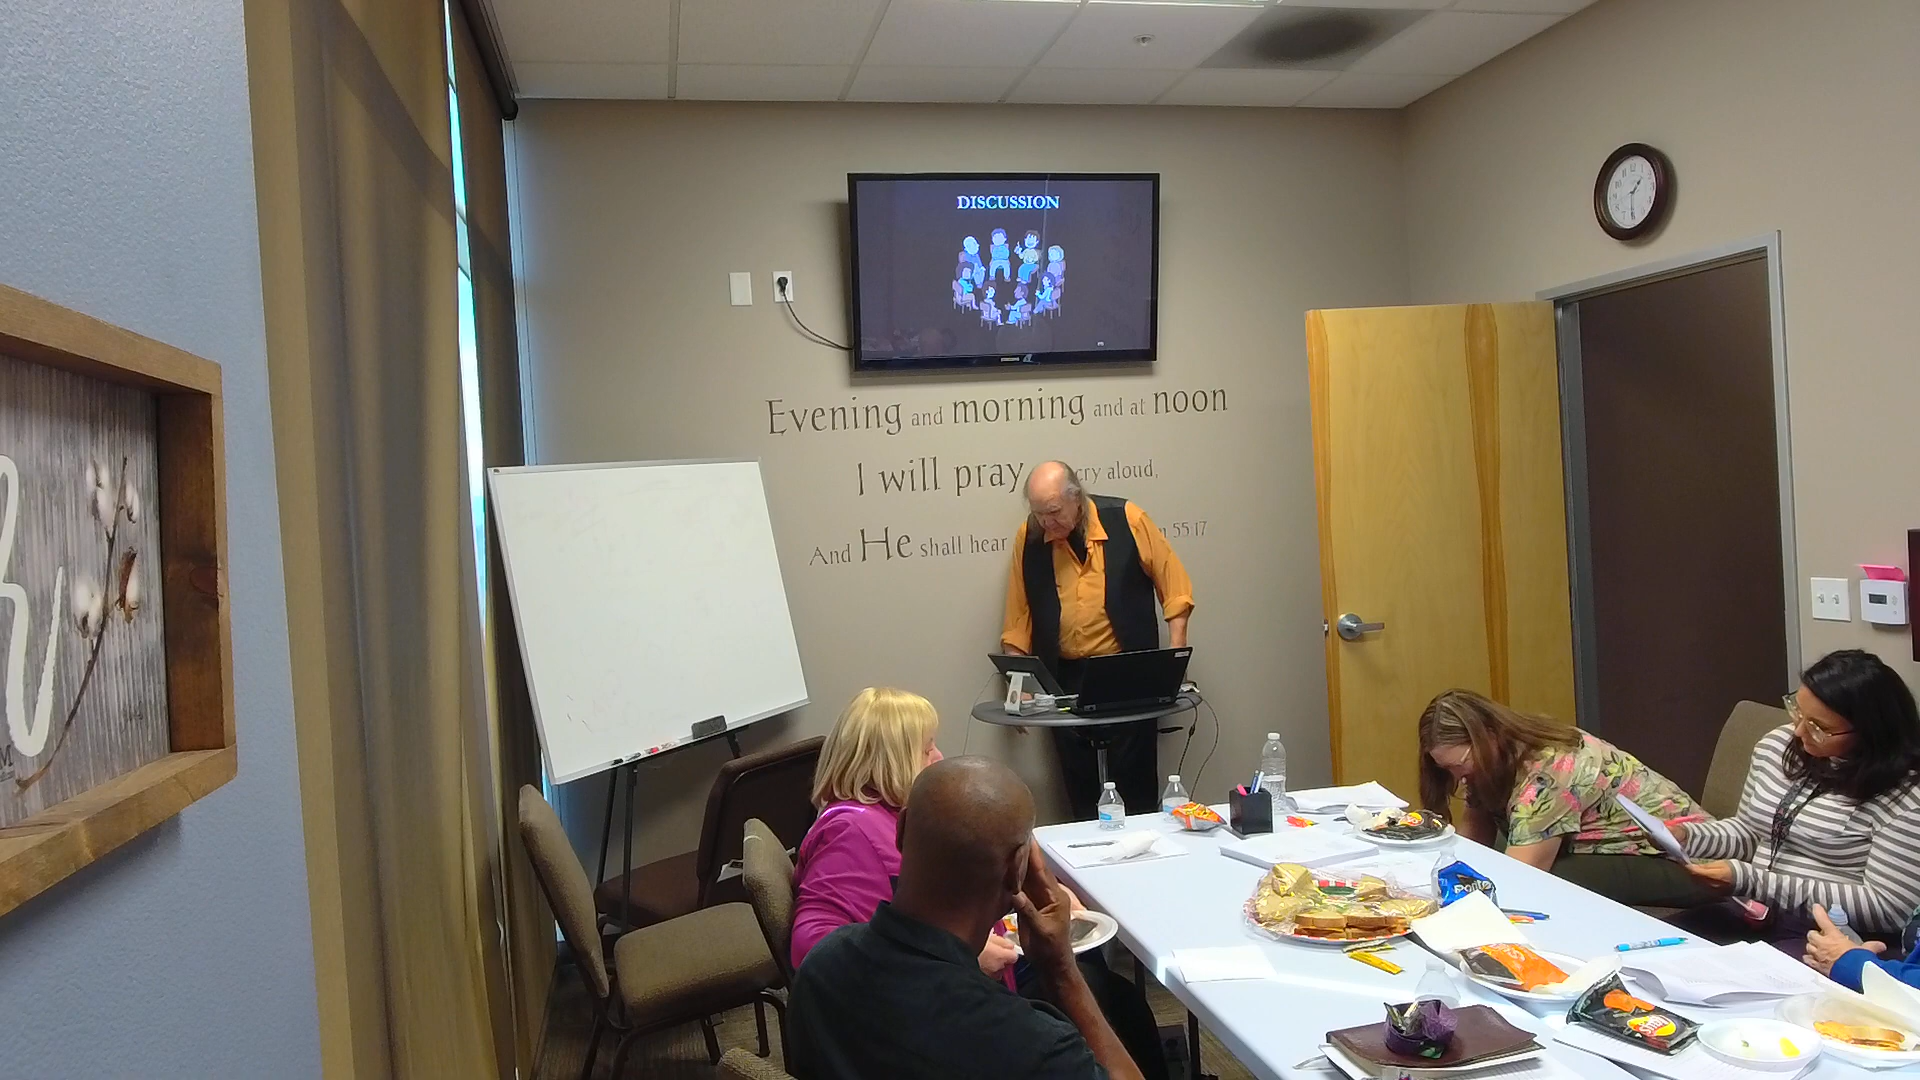 DISCUSSION
Evening and morning and at noon
I will pray cry aloud,
And He shall hear 55:17